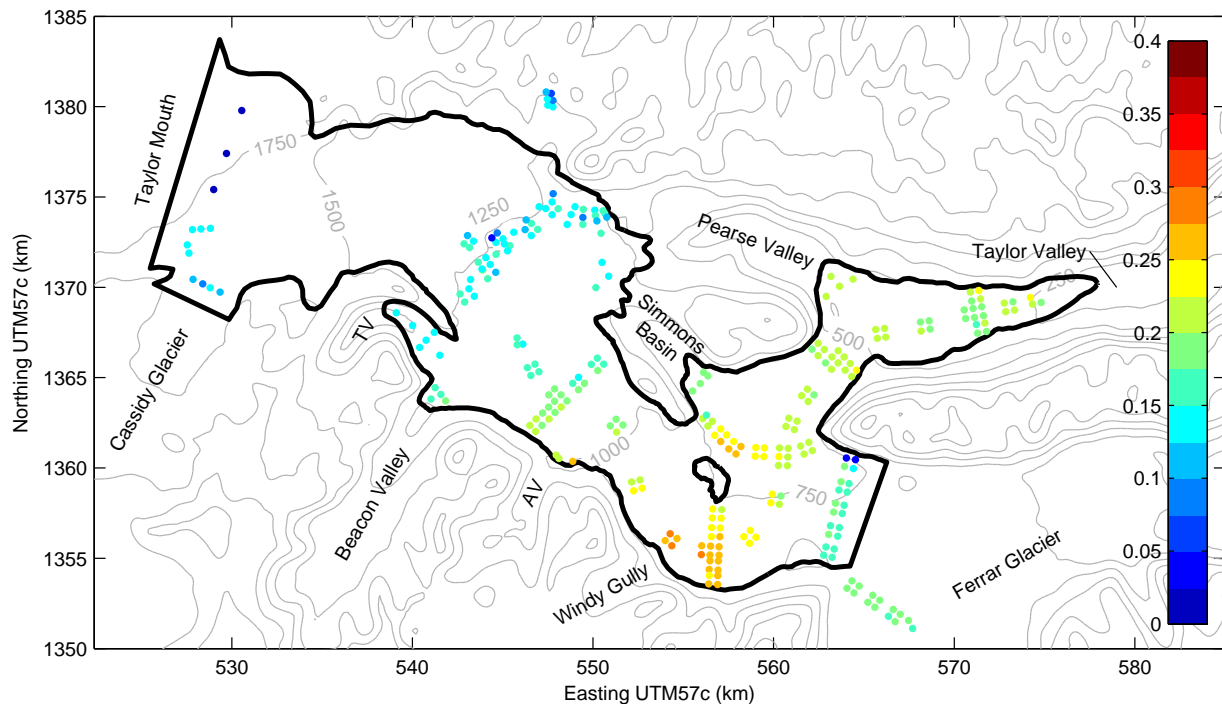 1385
1380
1375
1370
1365
1360
1355
1350
Northing UTM57c (km)
530
540
550
560
570
580
Easting UTM57c (km)
Taylor Mouth
1750
1500
1250
Pearse Valley
Taylor Valley
250
500
Simmons
Basin
TV
Cassidy Glacier
Beacon Valley
AV
1000
750
Windy Gully
Ferrar Glacier
0.4
0.35
0.3
0.25
0.2
0.15
0.1
0.05
0